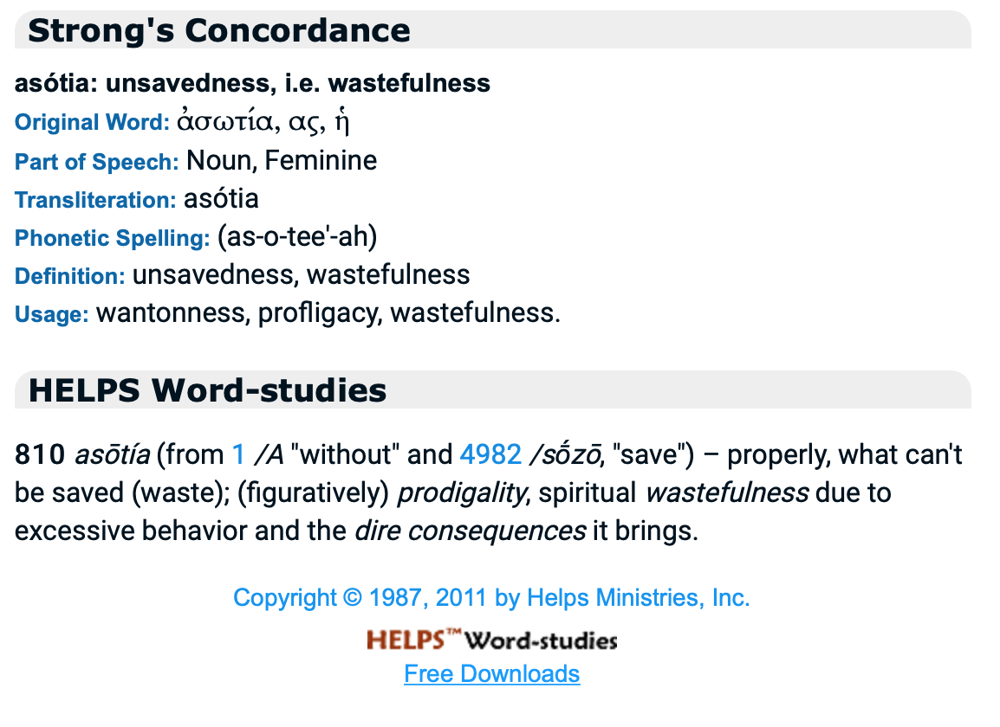 Strong's Concordance
asótia: unsavedness, i.e. wastefulness
Original Word: ἀσωτία, ας, ἡ
Part of Speech: Noun, Feminine
Transliteration: asótia
Phonetic Spelling: (as-o-tee'-ah)
Definition: unsavedness, wastefulness
Usage: wantonness, profligacy, wastefulness.
HELPS Word-studies
810 asōtía (from 1 /A "without" and 4982 /sṓzō, "save") – properly, what can't
be saved (waste); (figuratively) prodigality, spiritual wastefulness due to
excessive behavior and the dire consequences it brings.
Copyright © 1987, 2011 by Helps Ministries, Inc.
HELPS™ Word-studies
Free Downloads